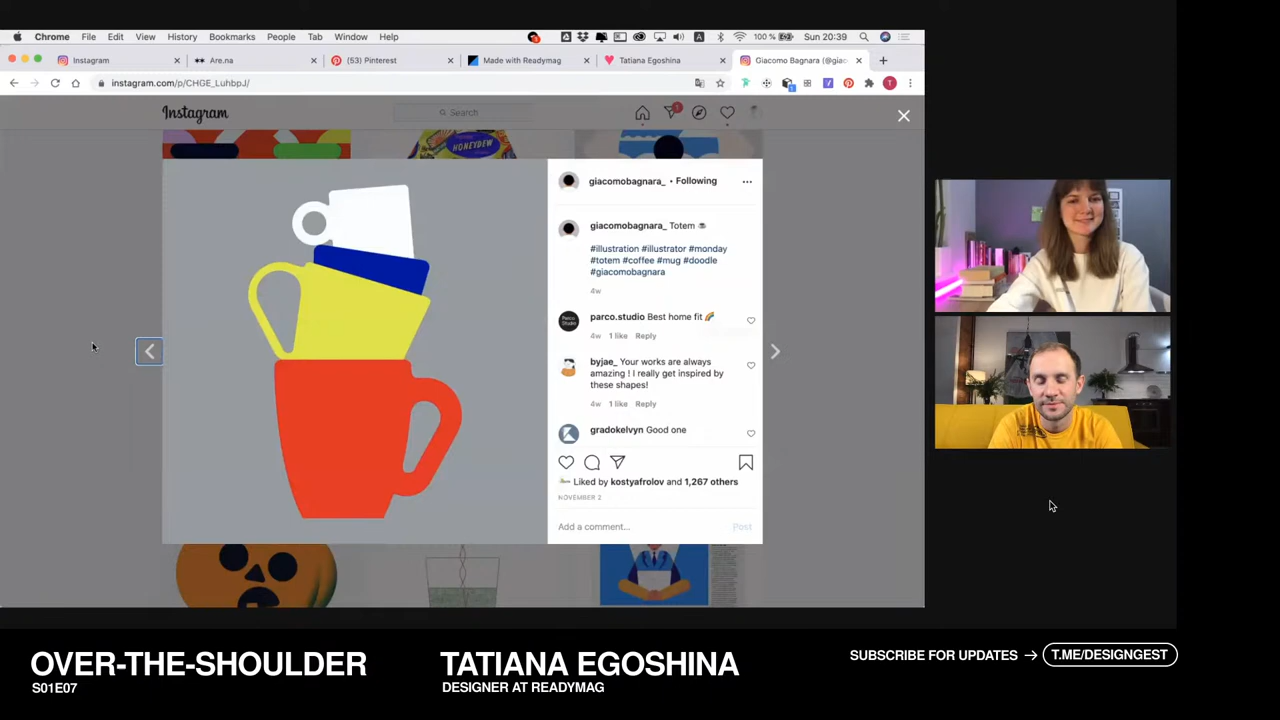 Chrome File Edit View History Bookmarks People Tab Window Help
100 % Sun 20:39
Instagram
Are.na
(53) Pinterest
Made with Readymag
Tatiana Egoshina
Giacomo Bagnara (@giac
instagram.com/p/CHGE_LuhbpJ/
Instagram
Search
HONEYDEW
giacomobagnara_ • Following
giacomobagnara_ Totem
#illustration #illustrator #monday
#totem #coffee #mug #doodle
#giacomobagnara
4w
parco.studio Best home fit
4w 1 like Reply
byjae_ Your works are always
amazing ! I really get inspired by
these shapes!
4w 1 like Reply
gradokelvyn Good one
Liked by kostyafrolov and 1,267 others
NOVEMBER 2
Add a comment... Post
OVER-THE-SHOULDER
S01E07
TATIANA EGOSHINA
DESIGNER AT READYMAG
SUBSCRIBE FOR UPDATES → T.ME/DESIGNGEST